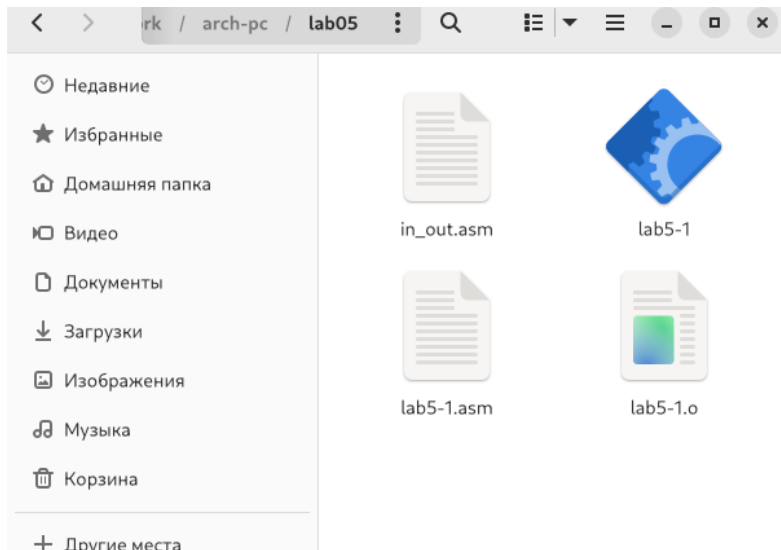 rk / arch-pc / lab05
Недавние
Избранные
Домашняя папка
Видео
Документы
Загрузки
Изображения
Музыка
Корзина
Другие места
in_out.asm
lab5-1
lab5-1.asm
lab5-1.o